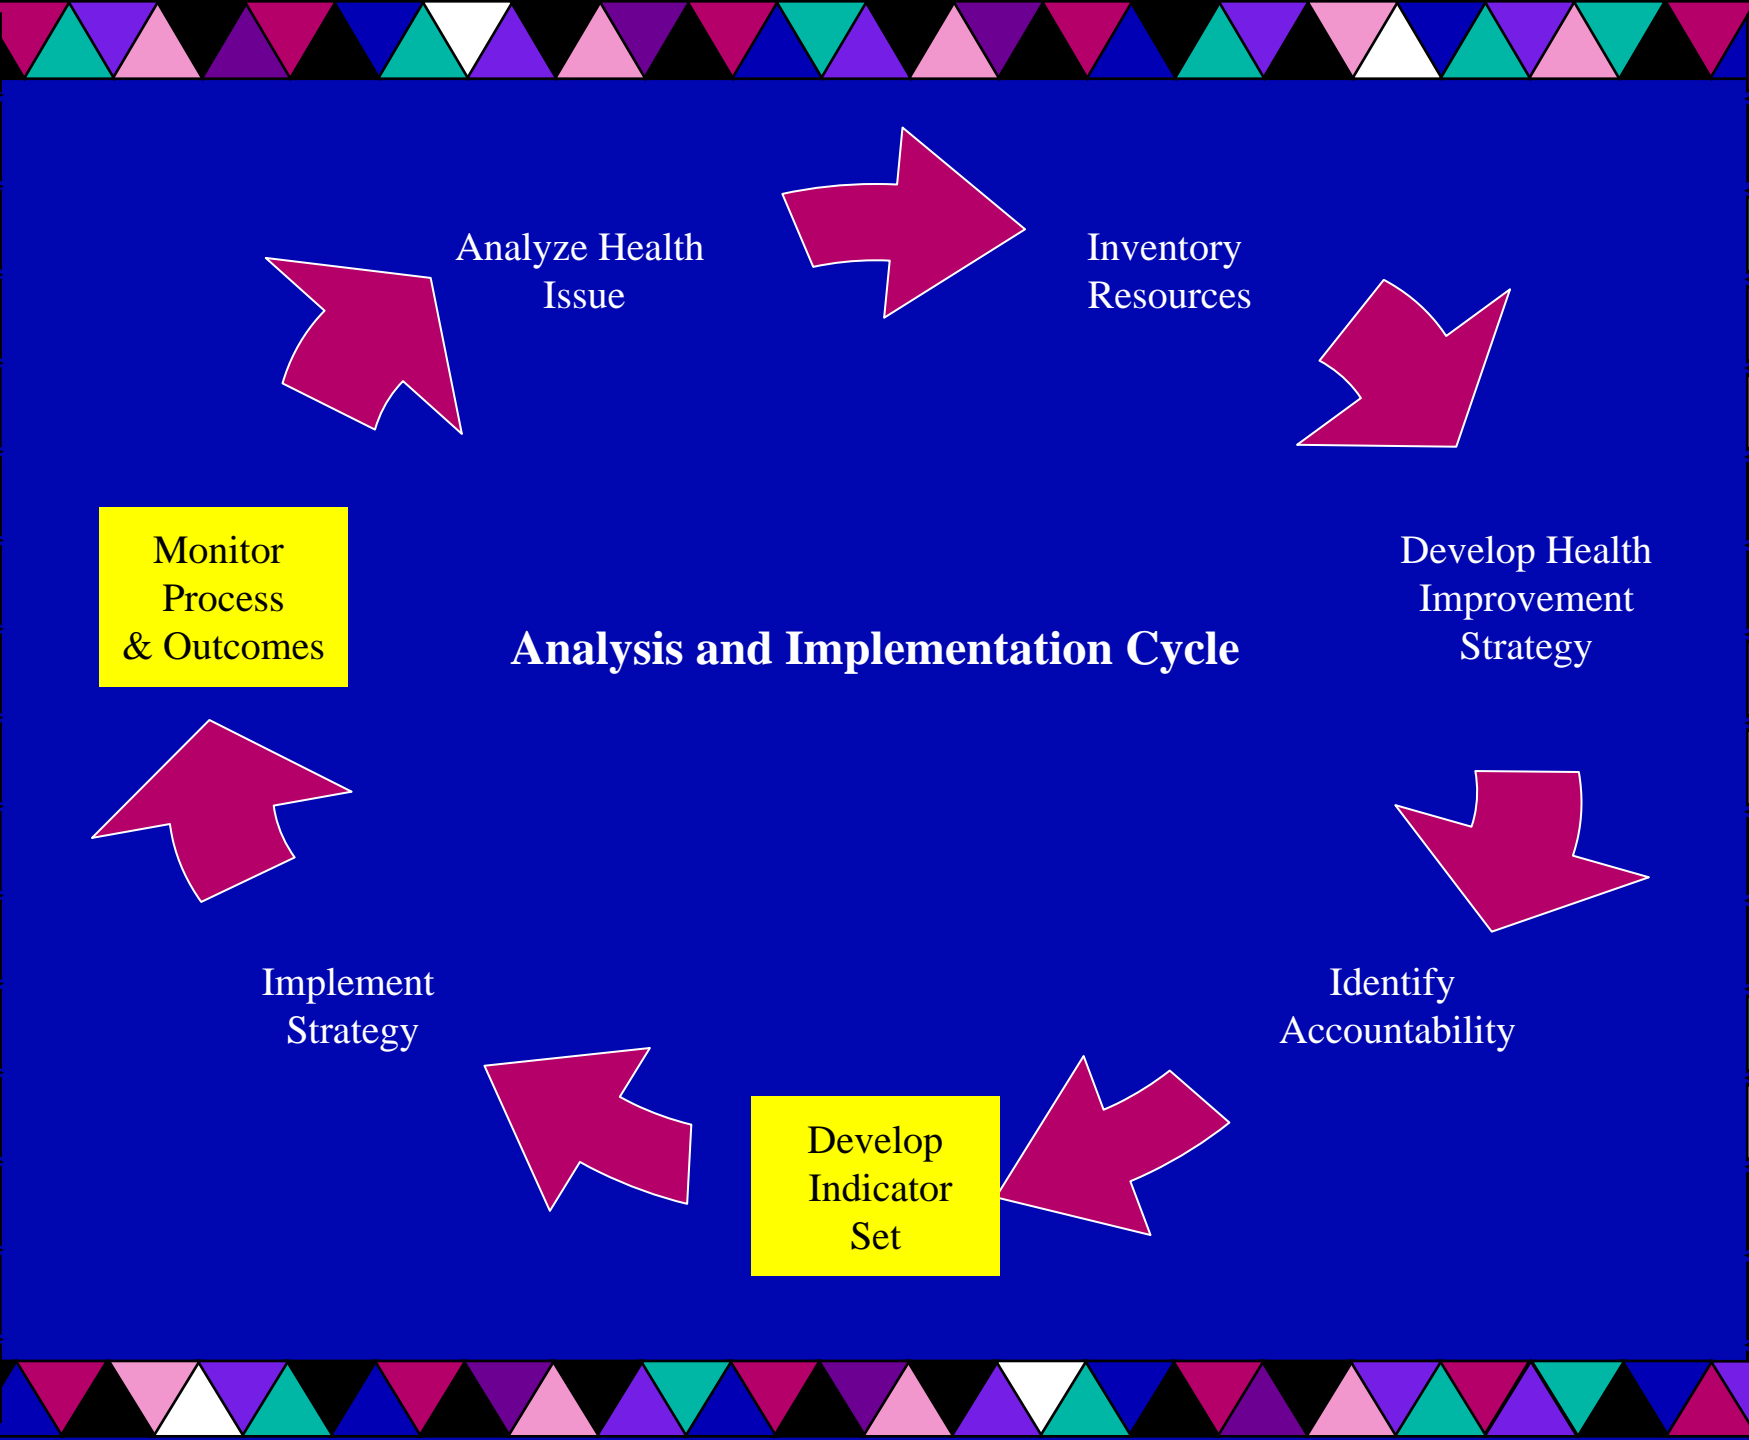 Analyze Health
Issue
Inventory
Resources
Develop Health
Improvement
Strategy
Identify
Accountability
Develop
Indicator
Set
Implement
Strategy
Monitor
Process
& Outcomes
Analysis and Implementation Cycle